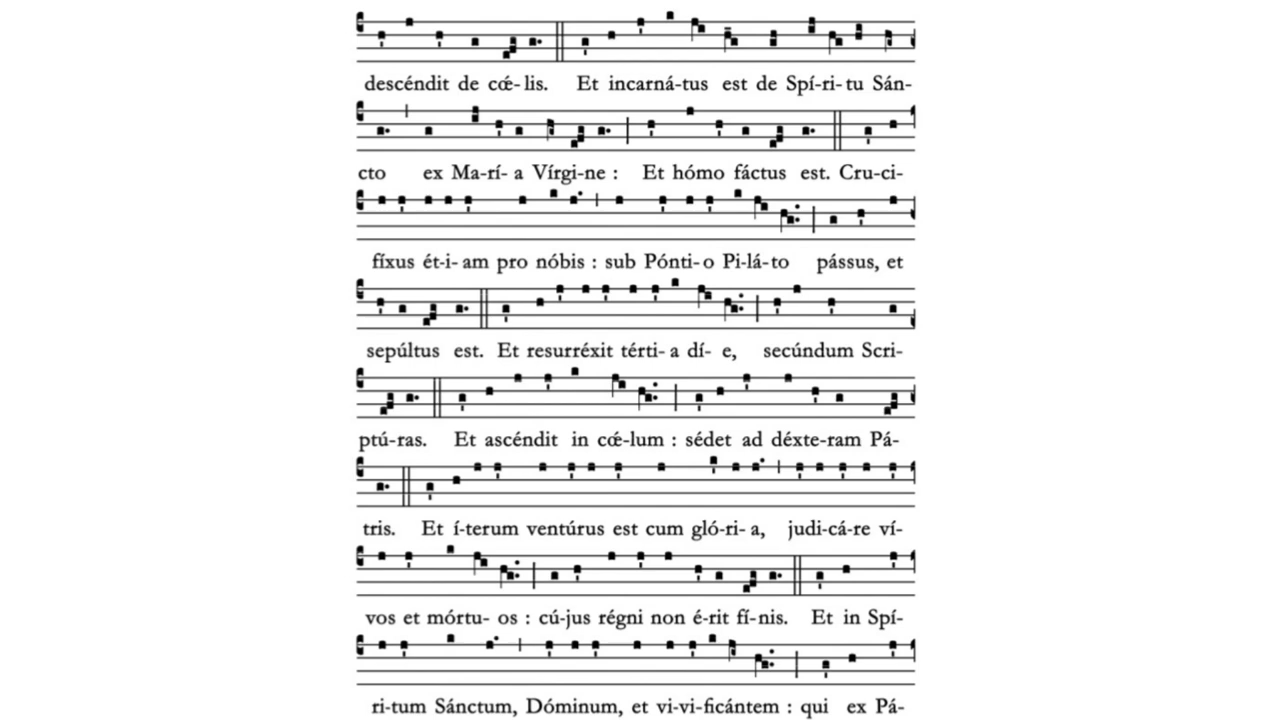 descéndit de cœ́-lis. Et incarná-tus est de Spí-ri-tu Sán-
cto ex Ma-rí-a Vírgi-ne : Et hómo fáctus est. Cru-ci-
fíxus ét-i-am pro nóbis : sub Pónti-o Pi-lá-to pássus, et
sepúltus est. Et resurréxit térti-a dí-e, secúndum Scri-
ptú-ras. Et ascéndit in cœ́-lum : sédet ad déxte-ram Pá-
tris. Et í-terum ventúrus est cum gló-ri-a, judi-cá-re ví-
vos et mórtu-os : cú-jus régni non é-rit fí-nis. Et in Spí-
ri-tum Sánctum, Dóminum, et vi-vi-ficántem : qui ex Pá-